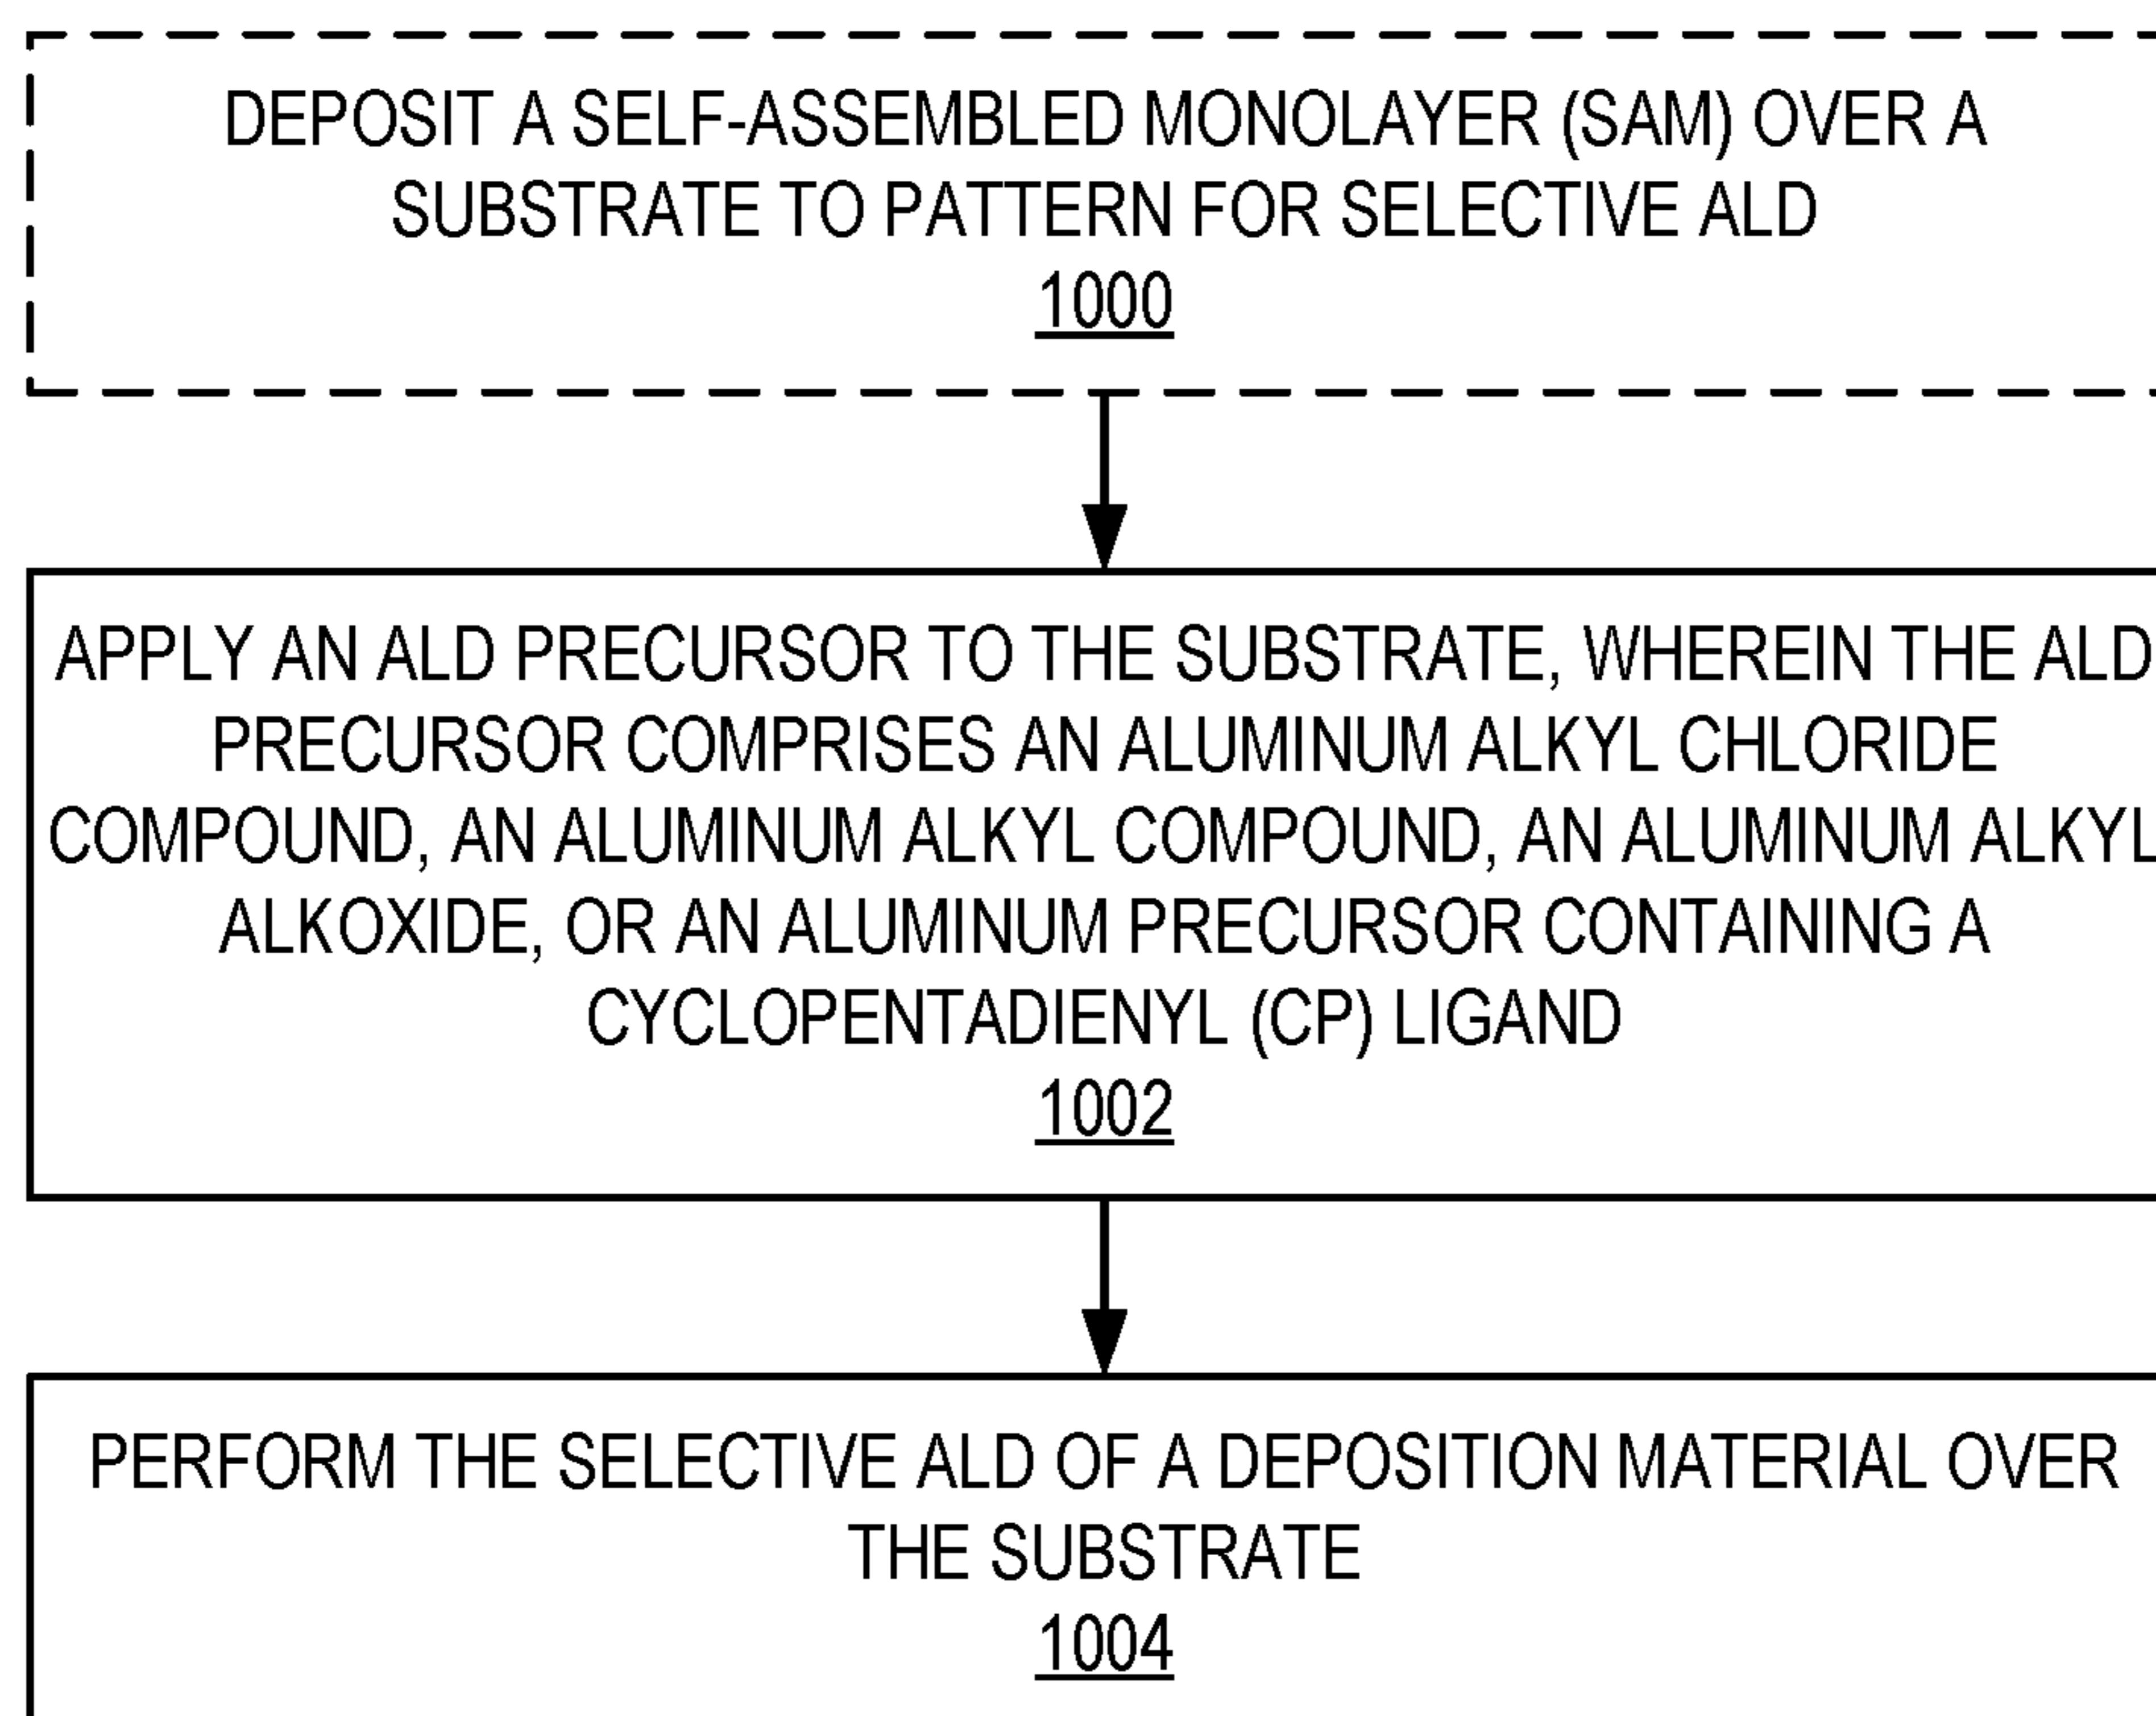 DEPOSIT A SELF-ASSEMBLED MONOLAYER (SAM) OVER A
SUBSTRATE TO PATTERN FOR SELECTIVE ALD
1000
APPLY AN ALD PRECURSOR TO THE SUBSTRATE, WHEREIN THE ALD
PRECURSOR COMPRISES AN ALUMINUM ALKYL CHLORIDE
COMPOUND, AN ALUMINUM ALKYL COMPOUND, AN ALUMINUM ALKYL
ALKOXIDE, OR AN ALUMINUM PRECURSOR CONTAINING A
CYCLOPENTADIENYL (CP) LIGAND
1002
PERFORM THE SELECTIVE ALD OF A DEPOSITION MATERIAL OVER
THE SUBSTRATE
1004